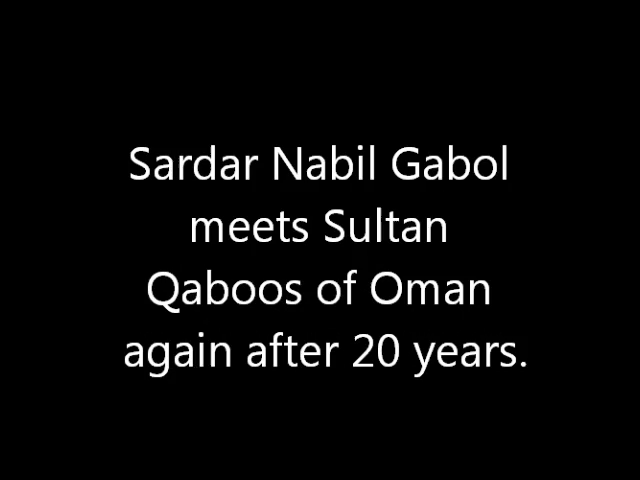 Sardar Nabil Gabol
meets Sultan
Qaboos of Oman
again after 20 years.